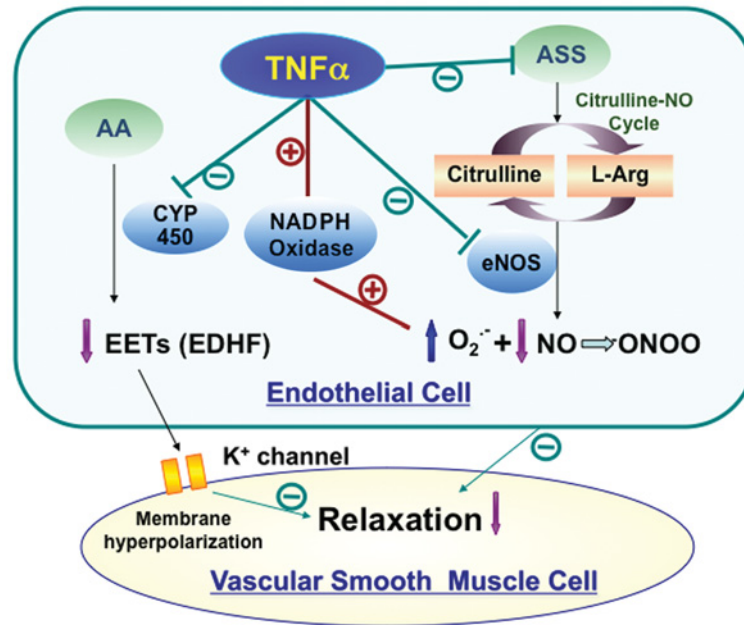 TNFα
ASS
Citrulline-NO
Cycle
AA
⊖
⊖
⊕
⊖
Citrulline
L-Arg
CYP
450
NADPH
Oxidase
eNOS
⊕
EETs (EDHF)
O₂·⁻ + NO ⇒ ·ONOO
Endothelial Cell
⊖
K⁺ channel
⊖
Relaxation
Membrane
hyperpolarization
Vascular Smooth Muscle Cell